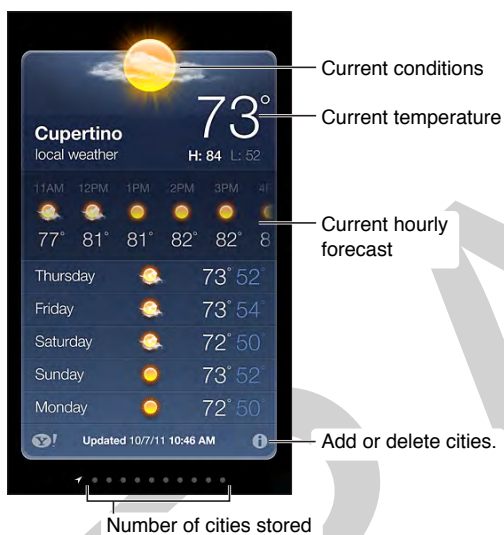 Current conditions
73°
Current temperature
Cupertino
local weather
H: 84 L: 52
11AM 12PM 1PM 2PM 3PM
77° 81° 81° 82° 82° 8
Current hourly
forecast
Thursday 73° 52°
Friday 73° 54°
Saturday 72° 50°
Sunday 73° 52°
Monday 72° 50°
Y! Updated 10/7/11 10:46 AM i
Add or delete cities.
Number of cities stored